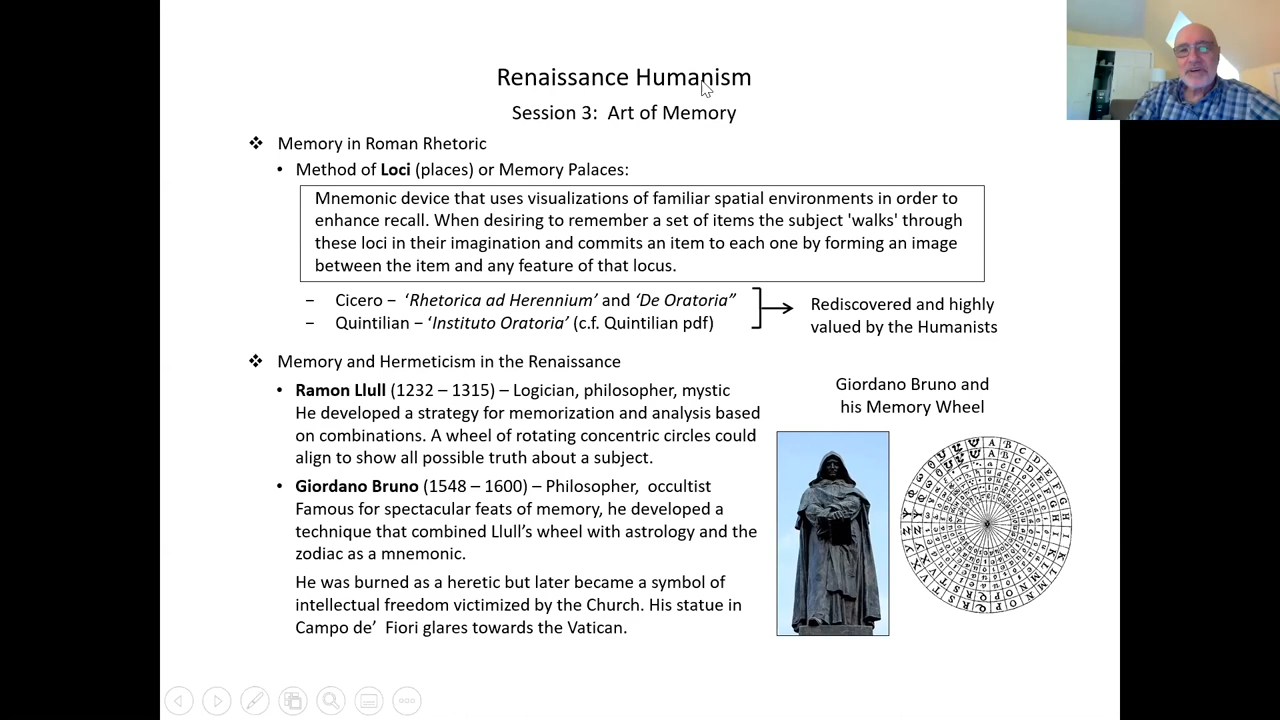 Renaissance Humanism
Session 3: Art of Memory
❖ Memory in Roman Rhetoric
• Method of Loci (places) or Memory Palaces:
Mnemonic device that uses visualizations of familiar spatial environments in order to
enhance recall. When desiring to remember a set of items the subject 'walks' through
these loci in their imagination and commits an item to each one by forming an image
between the item and any feature of that locus.
– Cicero – ‘Rhetorica ad Herennium’ and ‘De Oratoria”
– Quintilian – ‘Instituto Oratoria’ (c.f. Quintilian pdf)
Rediscovered and highly
valued by the Humanists
❖ Memory and Hermeticism in the Renaissance
• Ramon Llull (1232 – 1315) – Logician, philosopher, mystic
He developed a strategy for memorization and analysis based
on combinations. A wheel of rotating concentric circles could
align to show all possible truth about a subject.
• Giordano Bruno (1548 – 1600) – Philosopher, occultist
Famous for spectacular feats of memory, he developed a
technique that combined Llull’s wheel with astrology and the
zodiac as a mnemonic.
He was burned as a heretic but later became a symbol of
intellectual freedom victimized by the Church. His statue in
Campo de’ Fiori glares towards the Vatican.
Giordano Bruno and
his Memory Wheel